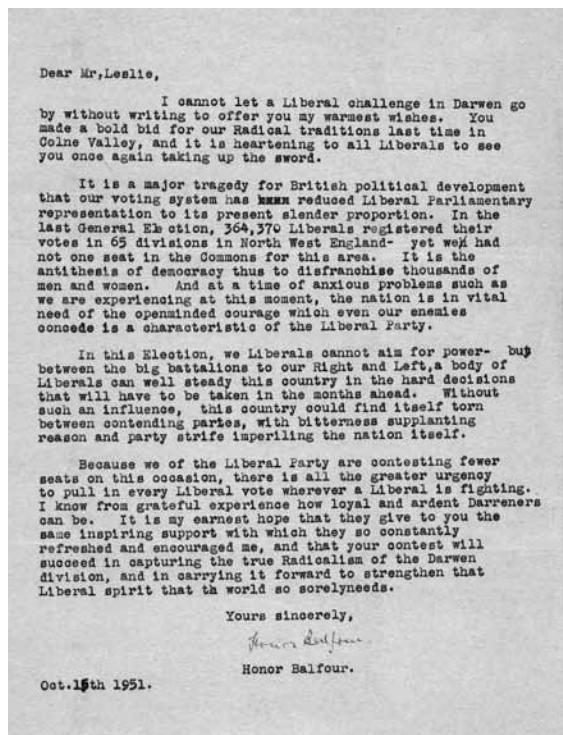 Dear Mr,Leslie,
I cannot let a Liberal challenge in Darwen go
by without writing to offer you my warmest wishes. You
made a bold bid for our Radical traditions last time in
Colne Valley, and it is heartening to all Liberals to see
you once again taking up the sword.
It is a major tragedy for British political development
that our voting system has reduced Liberal Parliamentary
representation to its present slender proportion. In the
last General Ele ction, 364,370 Liberals registered their
votes in 65 divisions in North West England- yet we had
not one seat in the Commons for this area. It is the
antithesis of democracy thus to disfranchise thousands of
men and women. And at a time of anxious problems such as
we are experiencing at this moment, the nation is in vital
need of the openminded courage which even our enemies
concede is a characteristic of the Liberal Party.
In this Election, we Liberals cannot aim for power- but
between the big battalions to our Right and Left,a body of
Liberals can well steady this country in the hard decisions
that will have to be taken in the months ahead. Without
such an influence, this country could find itself torn
between contending partes, with bitterness supplanting
reason and party strife imperiling the nation itself.
Because we of the Liberal Party are contesting fewer
seats on this occasion, there is all the greater urgency
to pull in every Liberal vote wherever a Liberal is fighting.
I know from grateful experience how loyal and ardent Darreners
can be. It is my earnest hope that they give to you the
same inspiring support with which they so constantly
refreshed and encouraged me, and that your contest will
succeed in capturing the true Radicalism of the Darwen
division, and in carrying it forward to strengthen that
Liberal spirit that th world so sorelyneeds.
Yours sincerely,
Honor Balfour.
Honor Balfour.
Oct.15th 1951.